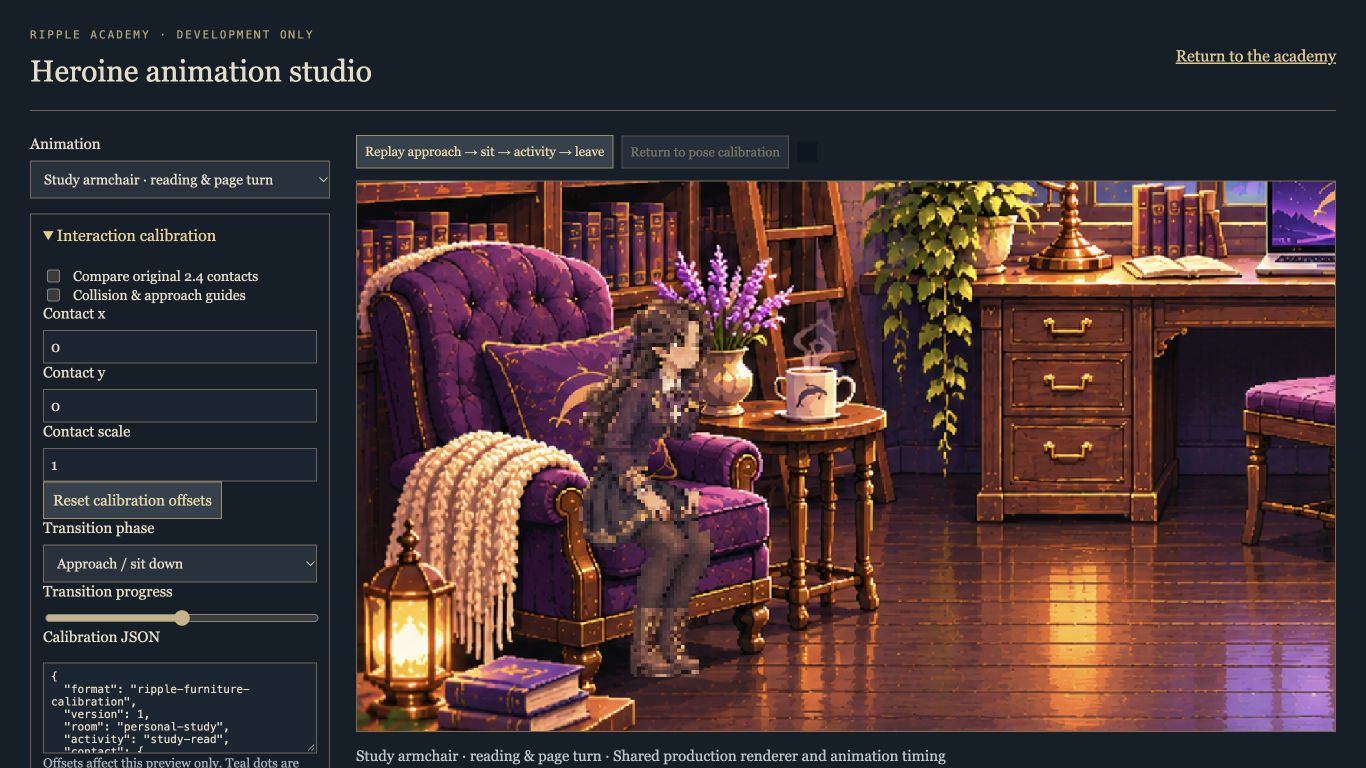 RIPPLE ACADEMY · DEVELOPMENT ONLY
Heroine animation studio
Return to the academy
Animation
Study armchair · reading & page turn
Replay approach → sit → activity → leave
Return to pose calibration
▼ Interaction calibration
Compare original 2.4 contacts
Collision & approach guides
Contact x
0
Contact y
0
Contact scale
1
Reset calibration offsets
Transition phase
Approach / sit down
Transition progress
Calibration JSON
{
"format": "ripple-furniture-
calibration",
"version": 1,
"room": "personal-study",
"activity": "study-read",
"contact": {
Offsets affect this preview only. Teal dots are
Study armchair · reading & page turn · Shared production renderer and animation timing